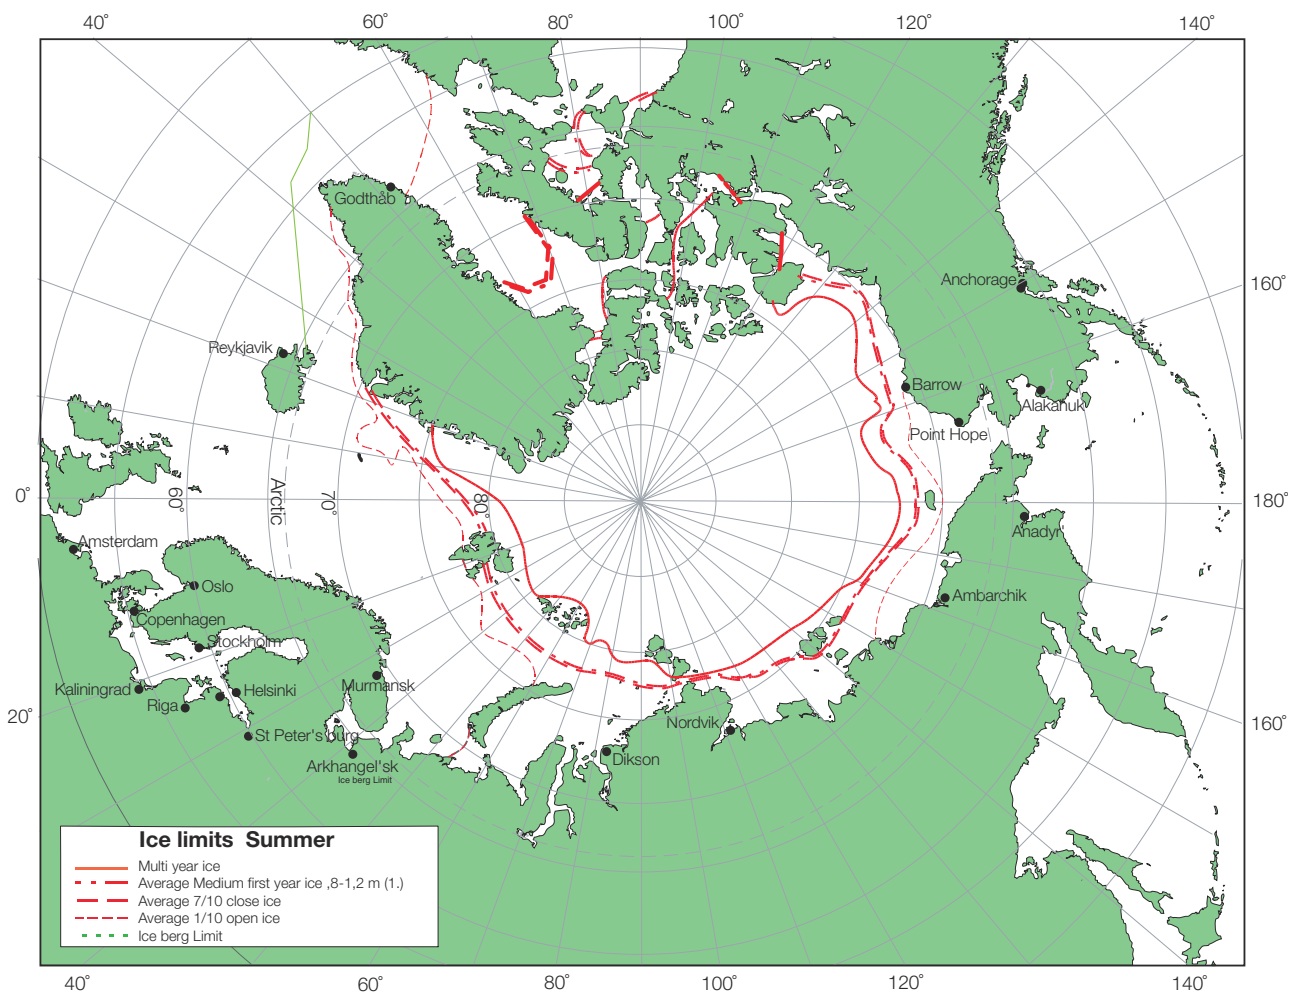 40°
60°
80°
100°
120°
140°
Godthåb
Anchorage
160°
Reykjavik
Barrow
Alakanuk
Point Hope
0°
60°
Arctic
70°
80°
180°
Anadyr
Amsterdam
Oslo
Ambarchik
Copenhagen
Stockholm
Kaliningrad
Helsinki
Murmansk
Riga
20°
Nordvik
160°
St Peter's burg
Arkhangel'sk
Dikson
Ice berg Limit
Ice limits Summer
Multi year ice
Average Medium first year ice ,8-1,2 m (1.)
Average 7/10 close ice
Average 1/10 open ice
Ice berg Limit
40°
60°
80°
100°
120°
140°